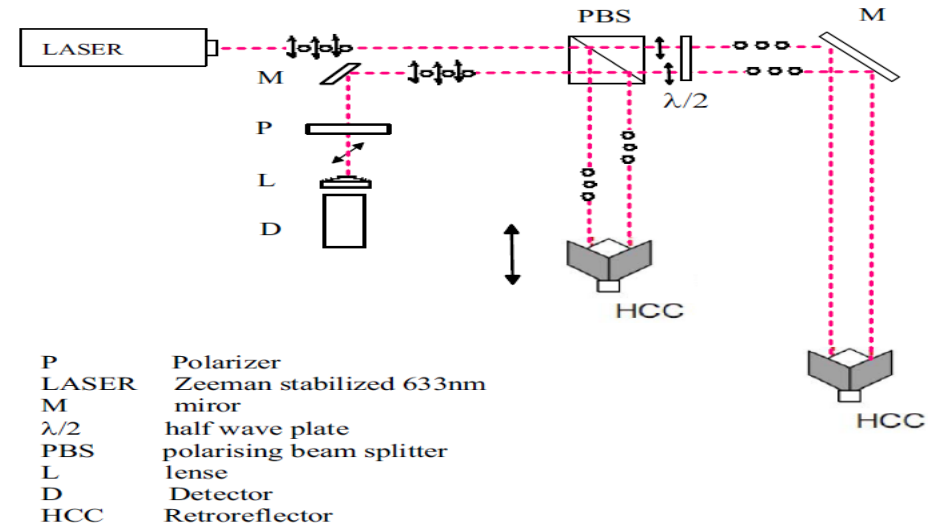 PBS M
LASER
M
λ/2
P
L
D
HCC
HCC
P Polarizer
LASER Zeeman stabilized 633nm
M miror
λ/2 half wave plate
PBS polarising beam splitter
L lense
D Detector
HCC Retroreflector